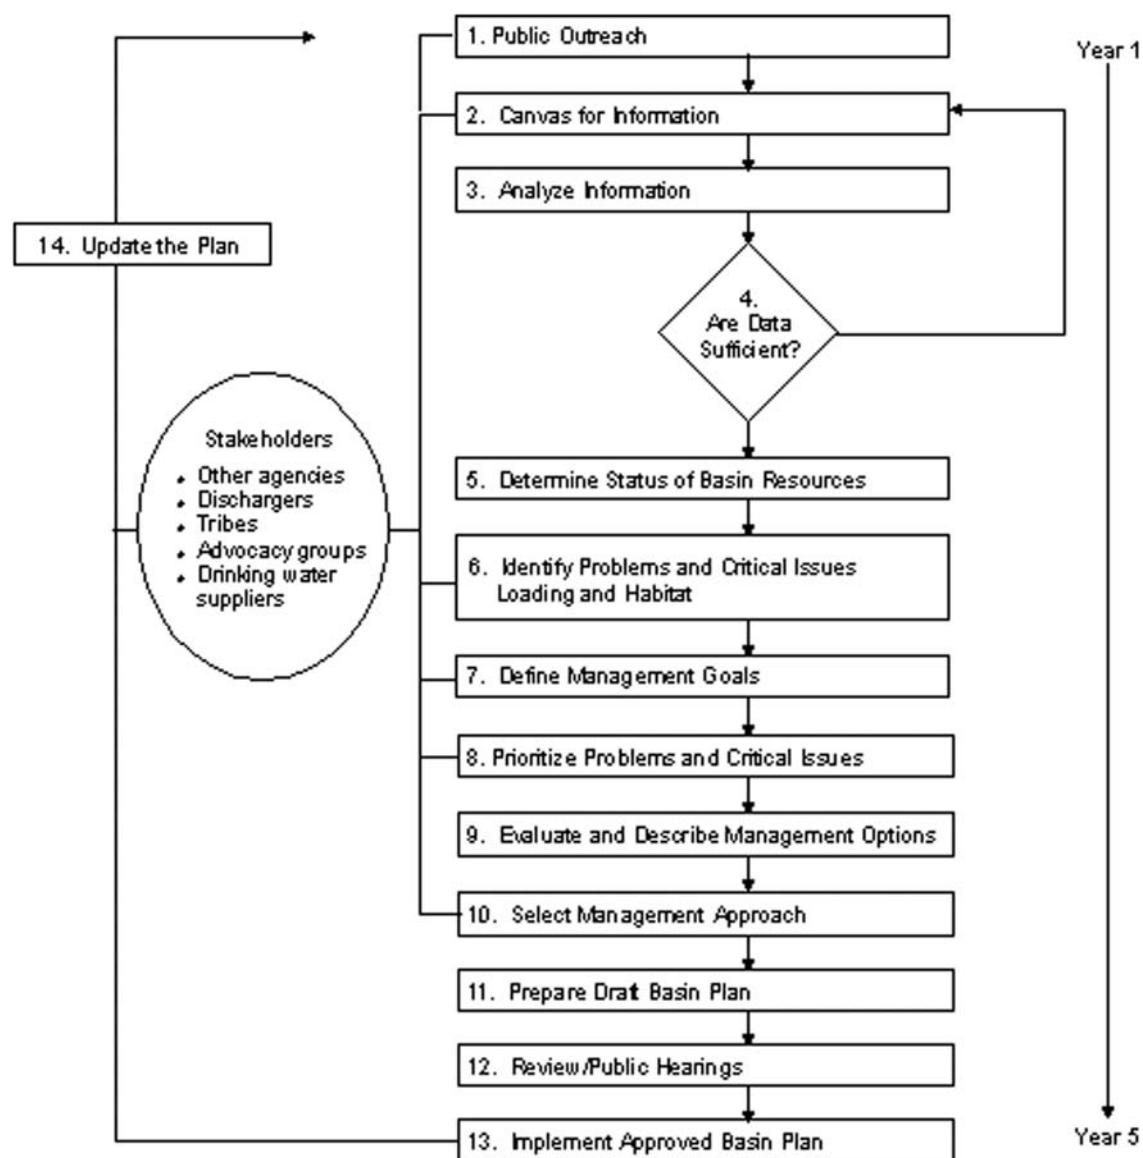 1. Public Outreach
Year 1
2. Canvas for Information
3. Analyze Information
14. Update the Plan
4.
Are Data
Sufficient?
Stakeholders
• Other agencies
• Dischargers
• Tribes
• Advocacy groups
• Drinking water
suppliers
5. Determine Status of Basin Resources
6. Identify Problems and Critical Issues
Loading and Habitat
7. Define Management Goals
8. Prioritize Problems and Critical Issues
9. Evaluate and Describe Management Options
10. Select Management Approach
11. Prepare Draft Basin Plan
12. Review/Public Hearings
13. Implement Approved Basin Plan
Year 5